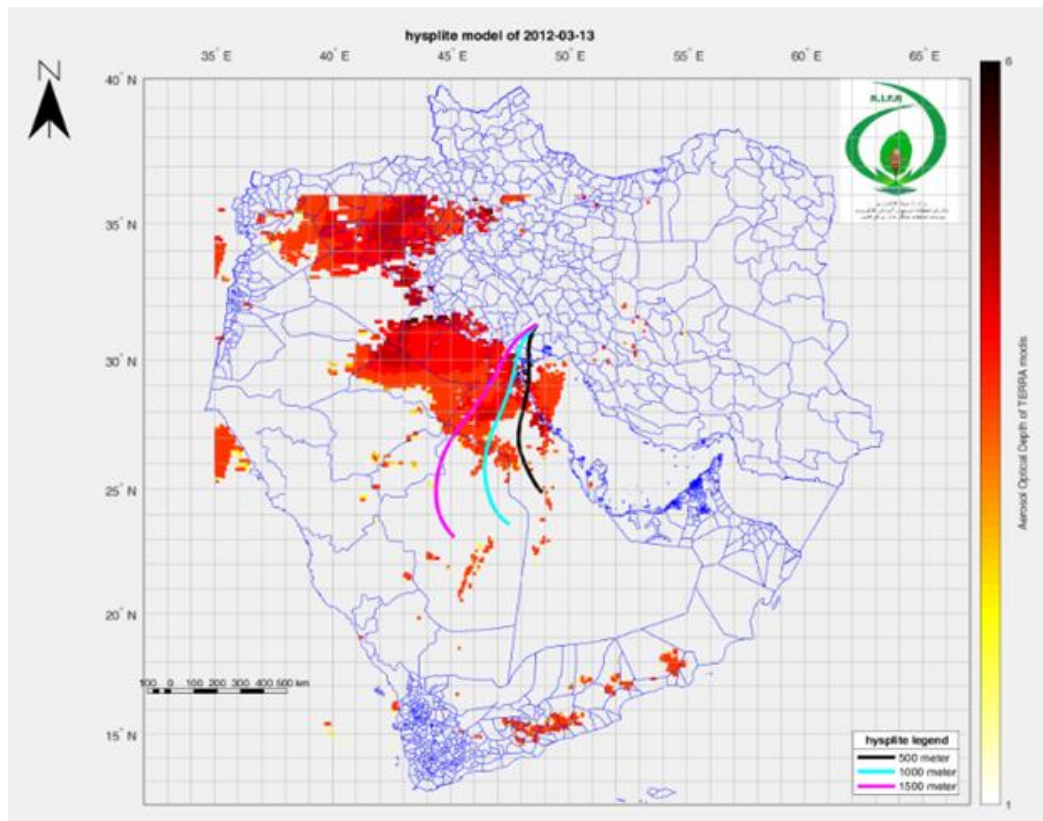 hysplite model of 2012-03-13
35° E 40° E 45° E 50° E 55° E 60° E 65° E
N
40° N
35° N
30° N
25° N
20° N
15° N
6
1
Aerosol Optical Depth of TERRA modis
R.I.F.R
100 0 100 200 300 400 500 km
hysplite legend
500 meter
1000 meter
1500 meter